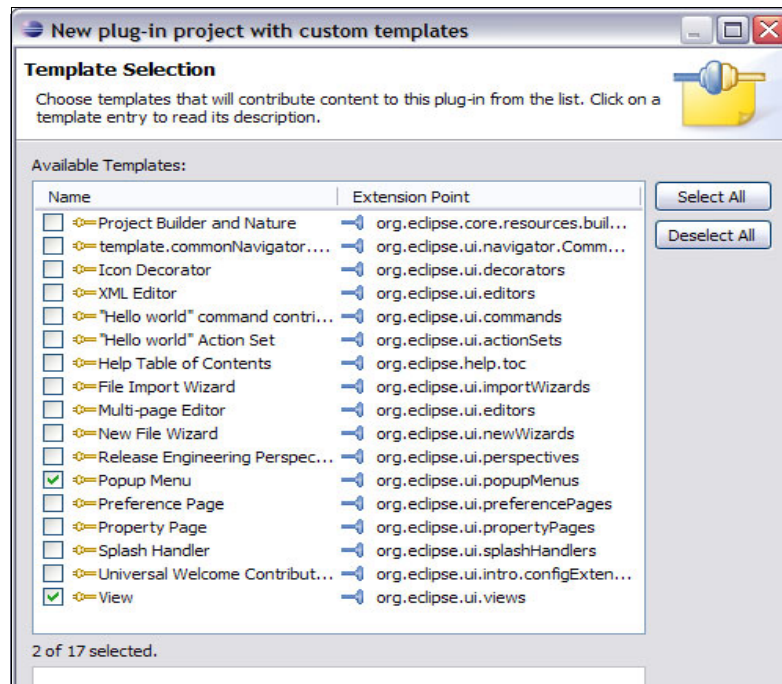 New plug-in project with custom templates
Template Selection
Choose templates that will contribute content to this plug-in from the list. Click on a
template entry to read its description.
Available Templates:
Name Extension Point
Project Builder and Nature org.eclipse.core.resources.buil...
template.commonNavigator.... org.eclipse.ui.navigator.Comm...
Icon Decorator org.eclipse.ui.decorators
XML Editor org.eclipse.ui.editors
"Hello world" command contri... org.eclipse.ui.commands
"Hello world" Action Set org.eclipse.ui.actionSets
Help Table of Contents org.eclipse.help.toc
File Import Wizard org.eclipse.ui.importWizards
Multi-page Editor org.eclipse.ui.editors
New File Wizard org.eclipse.ui.newWizards
Release Engineering Perspec... org.eclipse.ui.perspectives
Popup Menu org.eclipse.ui.popupMenus
Preference Page org.eclipse.ui.preferencePages
Property Page org.eclipse.ui.propertyPages
Splash Handler org.eclipse.ui.splashHandlers
Universal Welcome Contribut... org.eclipse.ui.intro.configExten...
View org.eclipse.ui.views
Select All
Deselect All
2 of 17 selected.